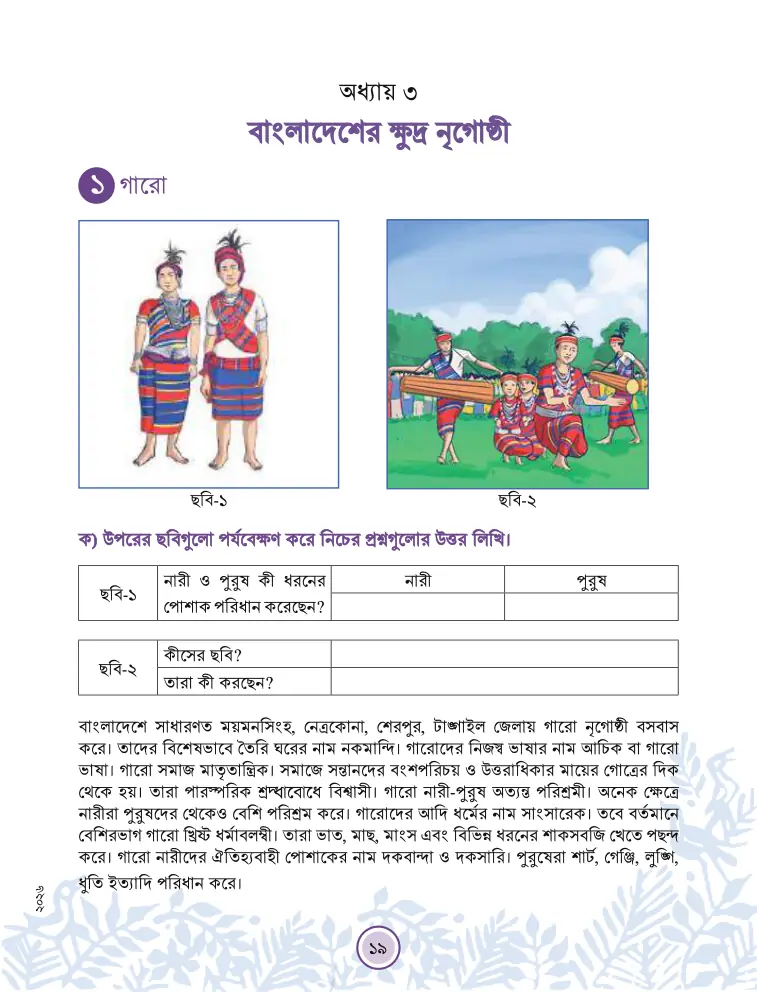 অধ্যায় ৩
বাংলাদেশের ক্ষুদ্র নৃগোষ্ঠী
১ গারো
ছবি-১ ছবি-২
ক) উপরের ছবিগুলো পর্যবেক্ষণ করে নিচের প্রশ্নগুলোর উত্তর লিখি।
ছবি-১
নারী ও পুরুষ কী ধরনের
পোশাক পরিধান করেছেন?
নারী পুরুষ
ছবি-২
কীসের ছবি?
তারা কী করছেন?
বাংলাদেশে সাধারণত ময়মনসিংহ, নেত্রকোনা, শেরপুর, টাঙ্গাইল জেলায় গারো নৃগোষ্ঠী বসবাস
করে। তাদের বিশেষভাবে তৈরি ঘরের নাম নকমান্দি। গারোদের নিজস্ব ভাষার নাম আচিক বা গারো
ভাষা। গারো সমাজ মাতৃতান্ত্রিক। সমাজে সন্তানদের বংশপরিচয় ও উত্তরাধিকার মায়ের গোত্রের দিক
থেকে হয়। তারা পারস্পরিক শ্রদ্ধাবোধে বিশ্বাসী। গারো নারী-পুরুষ অত্যন্ত পরিশ্রমী। অনেক ক্ষেত্রে
নারীরা পুরুষদের থেকেও বেশি পরিশ্রম করে। গারোদের আদি ধর্মের নাম সাংসারেক। তবে বর্তমানে
বেশিরভাগ গারো খ্রিষ্ট ধর্মাবলম্বী। তারা ভাত, মাছ, মাংস এবং বিভিন্ন ধরনের শাকসবজি খেতে পছন্দ
করে। গারো নারীদের ঐতিহ্যবাহী পোশাকের নাম দকবান্দা ও দকসারি। পুরুষেরা শার্ট, গেঞ্জি, লুঙ্গি,
ধুতি ইত্যাদি পরিধান করে।
২০২৬
১৯